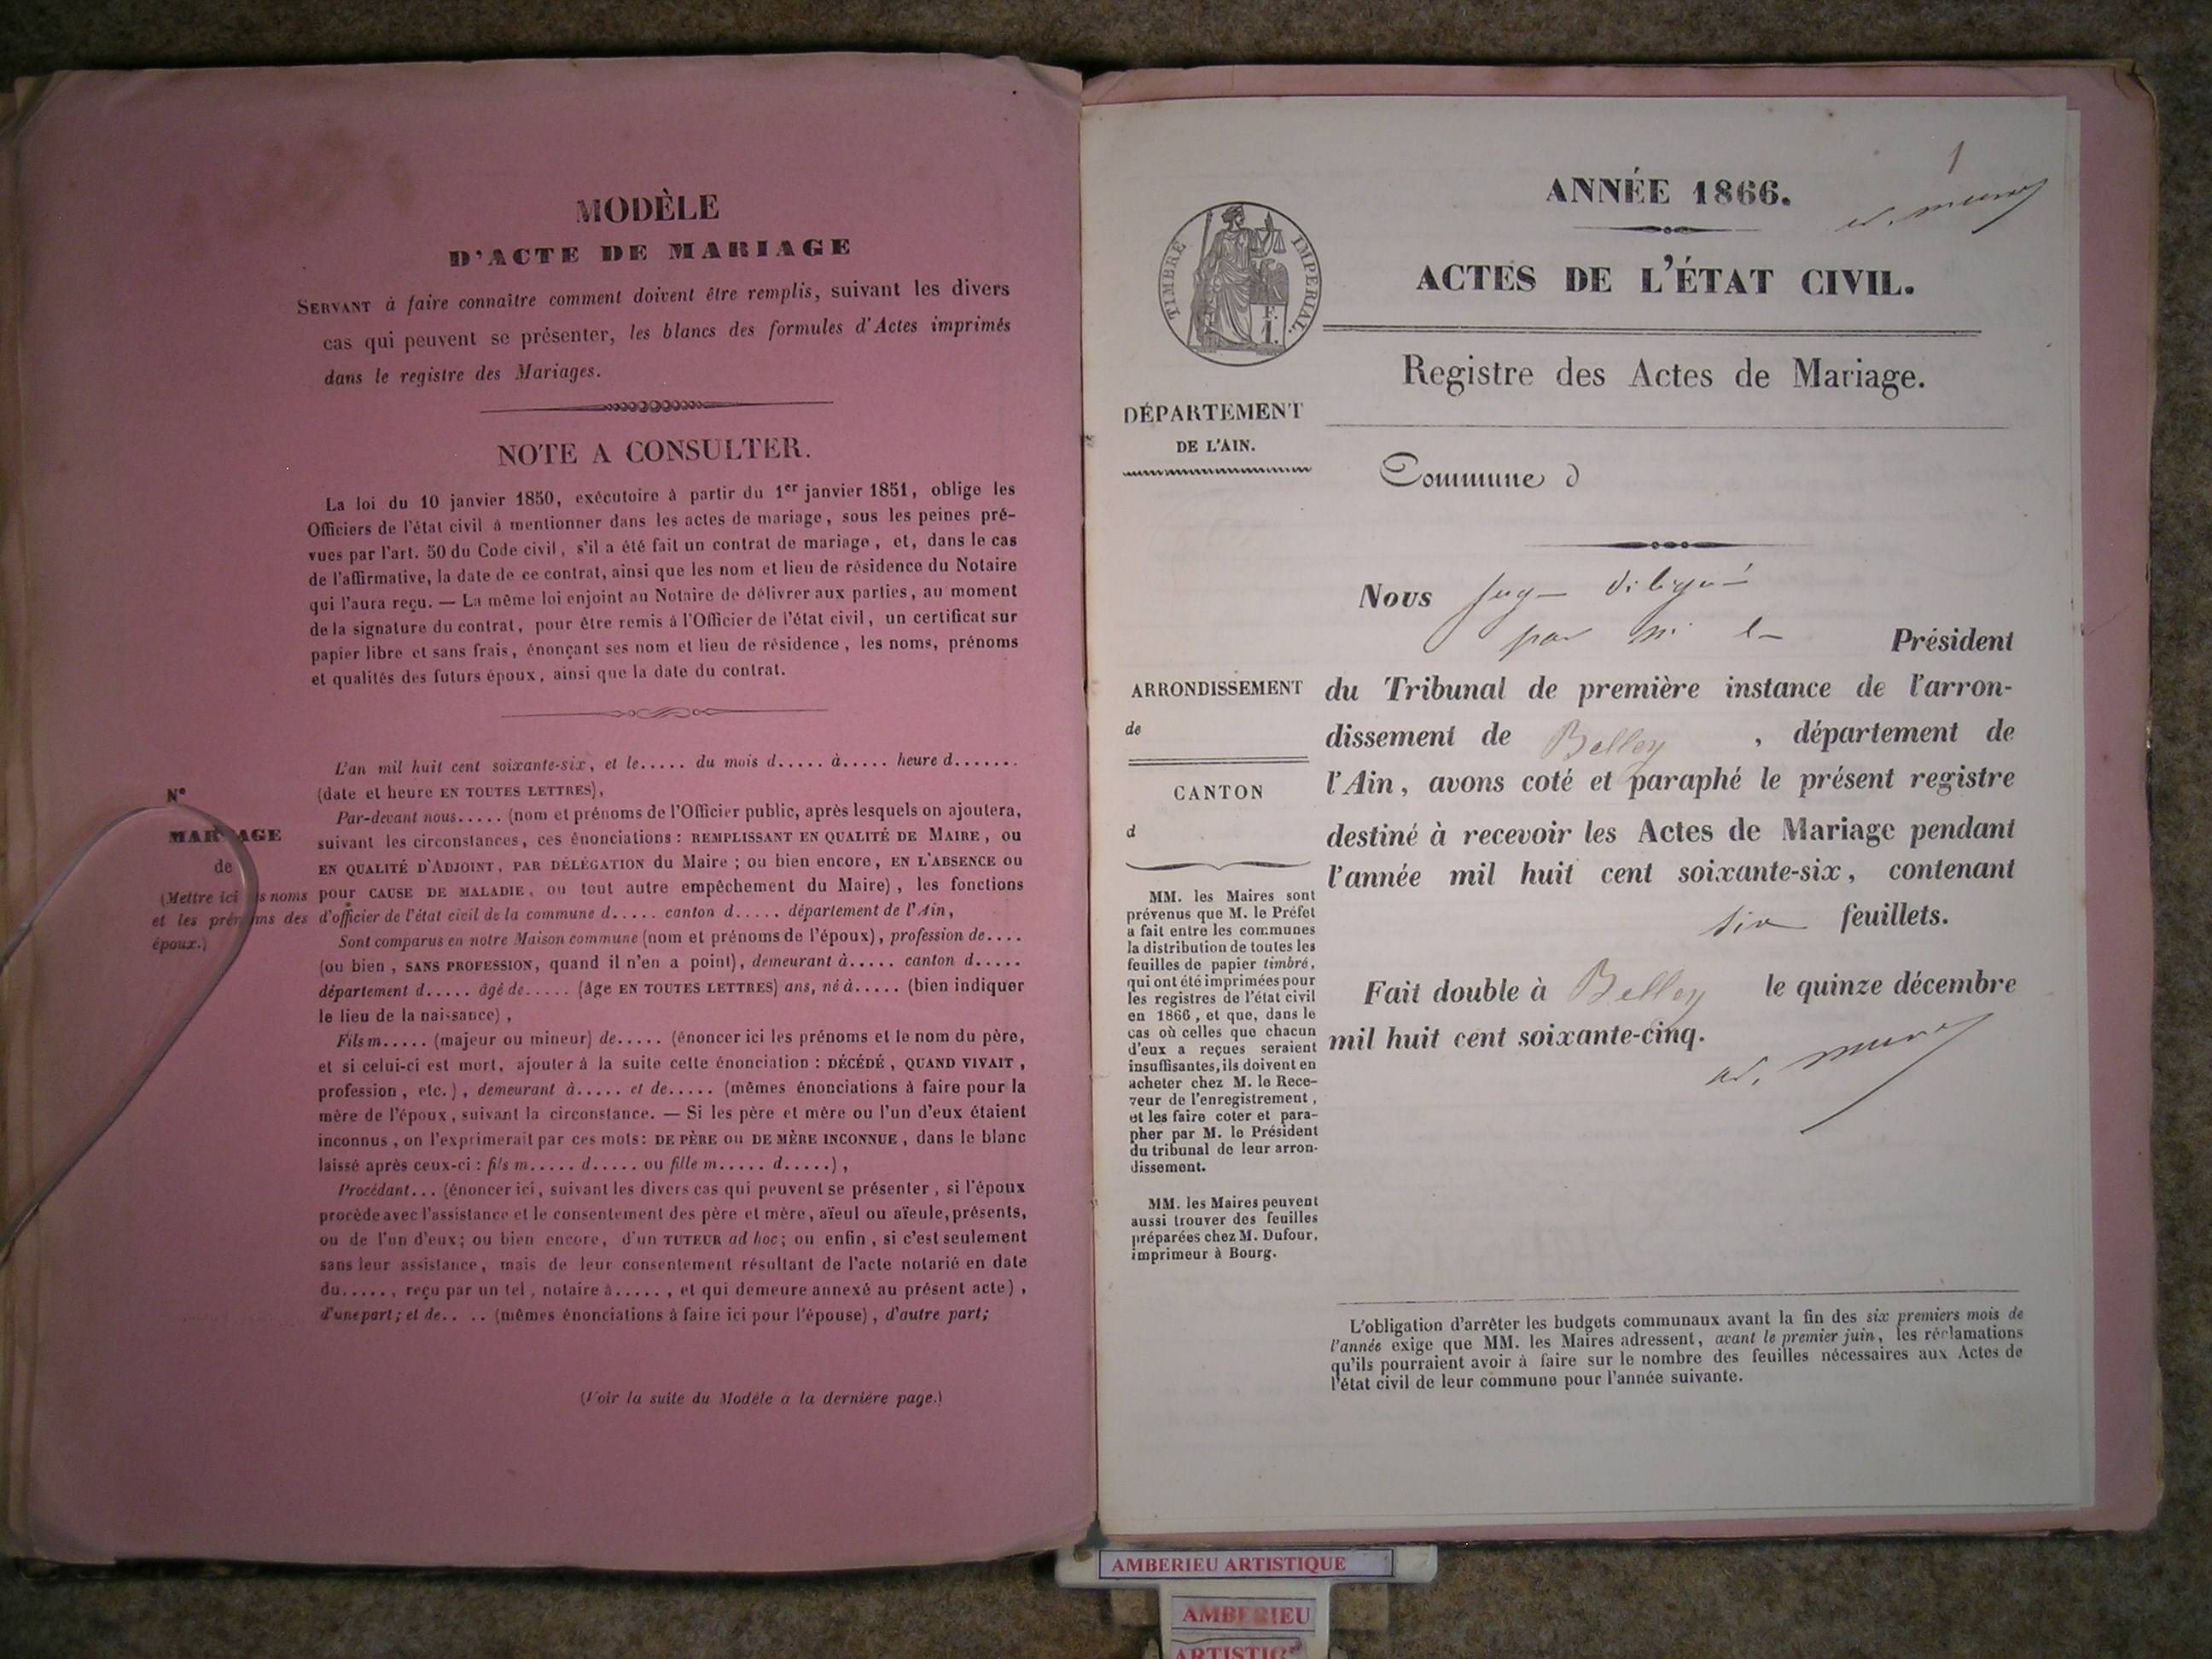 MODÈLE
D'ACTE DE MARIAGE
SERVANT à faire connaître comment doivent être remplis, suivant les divers
cas qui peuvent se présenter, les blancs des formules d'Actes imprimés
dans le registre des Mariages.
NOTE A CONSULTER.
La loi du 10 janvier 1850, exécutoire à partir du 1er janvier 1851, oblige les
Officiers de l'état civil à mentionner dans les actes de mariage, sous les peines pré-
vues par l'art. 50 du Code civil, s'il a été fait un contrat de mariage, et, dans le cas
de l'affirmative, la date de ce contrat, ainsi que les nom et lieu de résidence du Notaire
qui l'aura reçu. — La même loi enjoint au Notaire de délivrer aux parties, au moment
de la signature du contrat, pour être remis à l'Officier de l'état civil, un certificat sur
papier libre et sans frais, énonçant ses nom et lieu de résidence, les noms, prénoms
et qualités des futurs époux, ainsi que la date du contrat.
L'an mil huit cent soixante-six, et le..... du mois d..... à..... heure d.......
(date et heure EN TOUTES LETTRES),
N°
MARIAGE
de
(Mettre ici les noms
et les prénoms des
époux.)
Par-devant nous..... (nom et prénoms de l'Officier public, après lesquels on ajoutera,
suivant les circonstances, ces énonciations: REMPLISSANT EN QUALITÉ DE MAIRE, ou
EN QUALITÉ D'ADJOINT, PAR DÉLÉGATION du Maire; ou bien encore, EN L'ABSENCE ou
pour CAUSE DE MALADIE, ou tout autre empêchement du Maire), les fonctions
d'officier de l'état civil de la commune d..... canton d..... département de l'Ain,
Sont comparus en notre Maison commune (nom et prénoms de l'époux), profession de....
(ou bien, SANS PROFESSION, quand il n'en a point), demeurant à..... canton d.....
département d..... âgé de..... (âge EN TOUTES LETTRES) ans, né à..... (bien indiquer
le lieu de la naissance),
Fils m..... (majeur ou mineur) de..... (énoncer ici les prénoms et le nom du père,
et si celui-ci est mort, ajouter à la suite cette énonciation: DÉCÉDÉ, QUAND VIVAIT,
profession, etc.), demeurant à..... et de..... (mêmes énonciations à faire pour la
mère de l'époux, suivant la circonstance. — Si les père et mère ou l'un d'eux étaient
inconnus, on l'exprimerait par ces mots: DE PÈRE ou DE MÈRE INCONNUE, dans le blanc
laissé après ceux-ci: fils m..... d..... ou fille m..... d.....),
Procédant... (énoncer ici, suivant les divers cas qui peuvent se présenter, si l'époux
procède avec l'assistance et le consentement des père et mère, aïeul ou aïeule, présents,
ou de l'un d'eux; ou bien encore, d'un TUTEUR ad hoc; ou enfin, si c'est seulement
sans leur assistance, mais de leur consentement résultant de l'acte notarié en date
du....., reçu par un tel, notaire à....., et qui demeure annexé au présent acte),
d'une part; et de.. .. (mêmes énonciations à faire ici pour l'épouse), d'autre part;
(Voir la suite du Modèle a la dernière page.)
1
ANNÉE 1866.
ACTES DE L'ÉTAT CIVIL.
TIMBRE IMPERIAL.
F.
1.
Registre des Actes de Mariage.
DÉPARTEMENT
DE L'AIN.
Commune d
Nous juge délégué
par Mr le Président
ARRONDISSEMENT
de
CANTON
d
du Tribunal de première instance de l'arron-
dissement de Belley, département de
l'Ain, avons coté et paraphé le présent registre
destiné à recevoir les Actes de Mariage pendant
l'année mil huit cent soixante-six, contenant
six feuillets.
Fait double à Belley le quinze décembre
mil huit cent soixante-cinq.
MM. les Maires sont
prévenus que M. le Préfet
a fait entre les communes
la distribution de toutes les
feuilles de papier timbré,
qui ont été imprimées pour
les registres de l'état civil
en 1866, et que, dans le
cas où celles que chacun
d'eux a reçues seraient
insuffisantes, ils doivent en
acheter chez M. le Rece-
veur de l'enregistrement,
et les faire coter et para-
pher par M. le Président
du tribunal de leur arron-
dissement.
MM. les Maires peuvent
aussi trouver des feuilles
préparées chez M. Dufour,
imprimeur à Bourg.
L'obligation d'arrêter les budgets communaux avant la fin des six premiers mois de
l'année exige que MM. les Maires adressent, avant le premier juin, les réclamations
qu'ils pourraient avoir à faire sur le nombre des feuilles nécessaires aux Actes de
l'état civil de leur commune pour l'année suivante.
AMBERIEU ARTISTIQUE
AMBERIEU
ARTISTIQUE